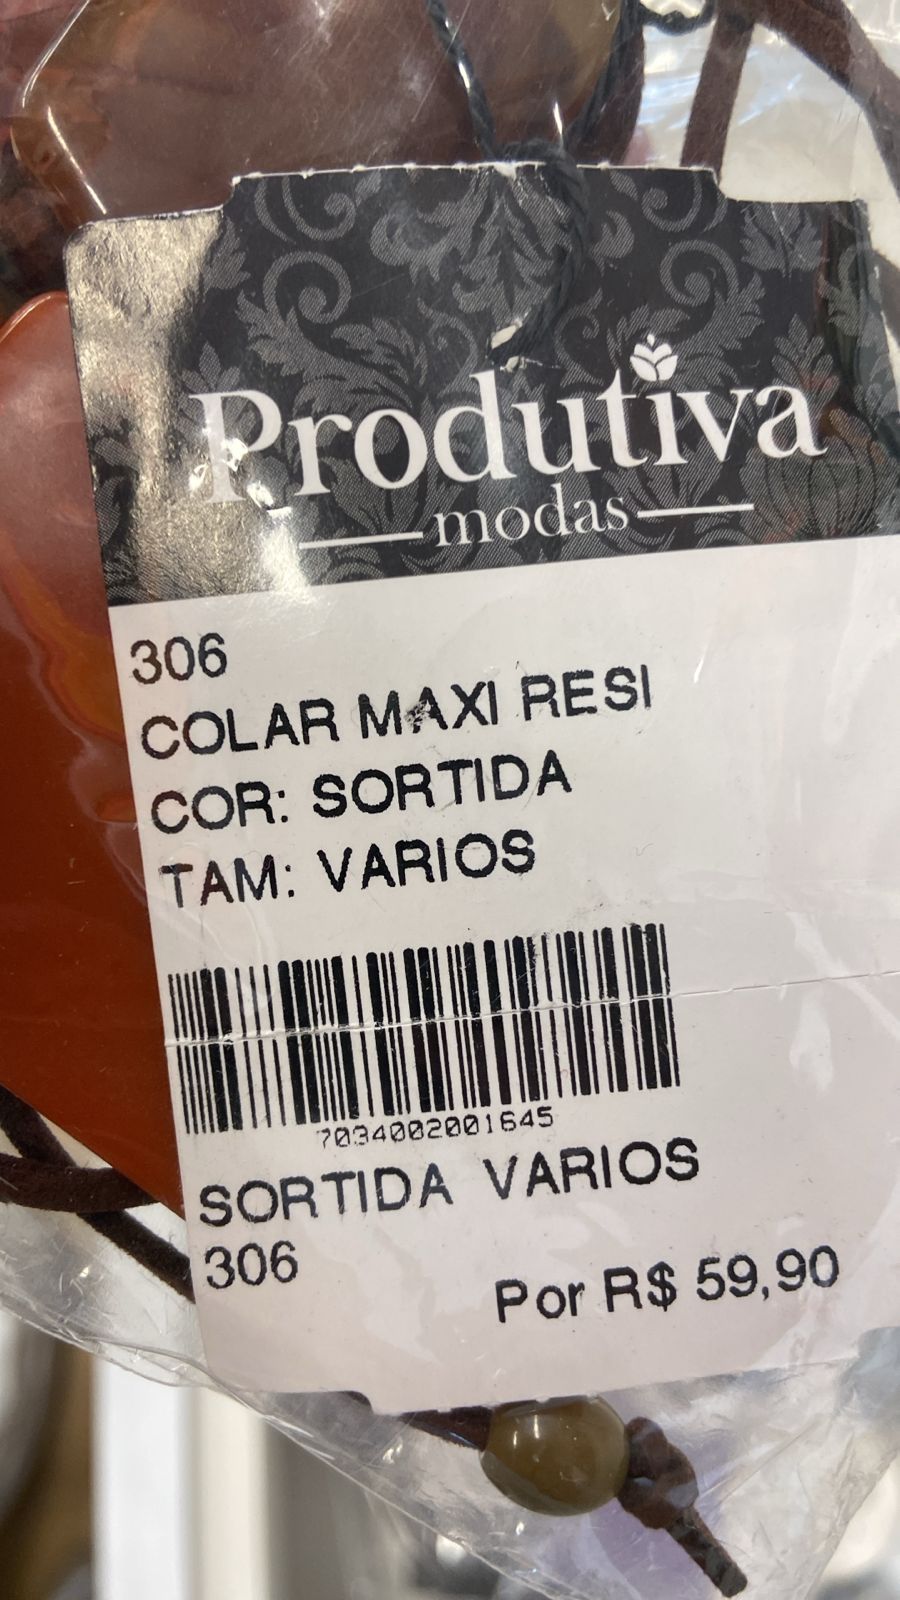 Produtiva
modas
306
COLAR MAXI RESI
COR: SORTIDA
TAM: VARIOS
7034002001645
SORTIDA VARIOS
306
Por R$ 59,90